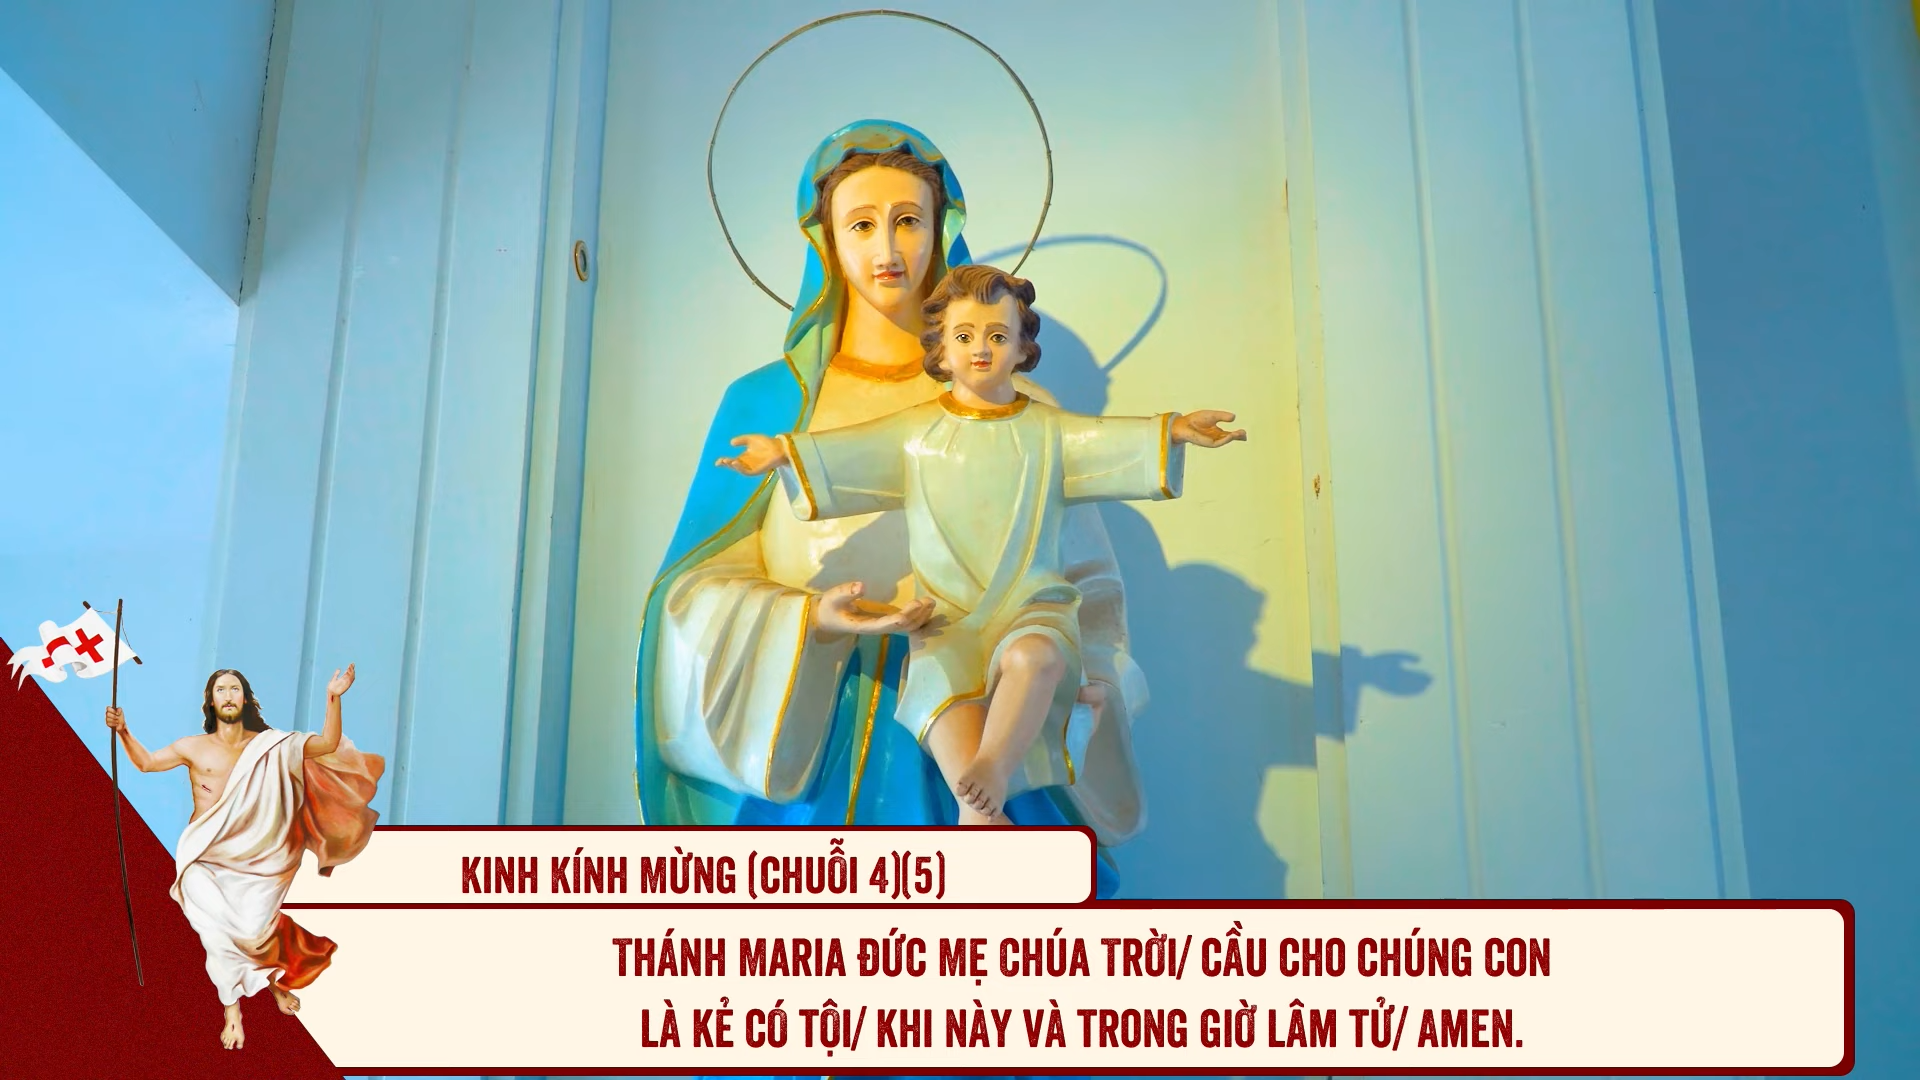 KINH KÍNH MỪNG (CHUỖI 4)(5)
THÁNH MARIA ĐỨC MẸ CHÚA TRỜI/ CẦU CHO CHÚNG CON
LÀ KẺ CÓ TỘI/ KHI NÀY VÀ TRONG GIỜ LÂM TỬ/ AMEN.